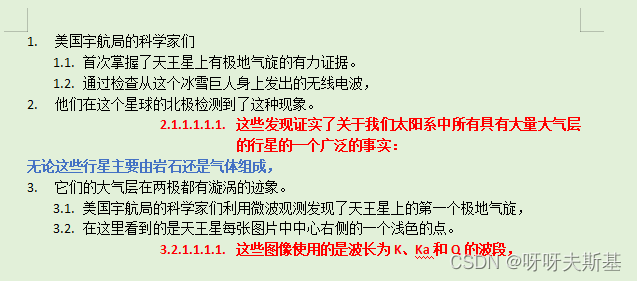 1. 美国宇航局的科学家们
1.1. 首次掌握了天王星上有极地气旋的有力证据。
1.2. 通过检查从这个冰雪巨人身上发出的无线电波，
2. 他们在这个星球的北极检测到了这种现象。
2.1.1.1.1.1. 这些发现证实了关于我们太阳系中所有具有大量大气层
的行星的一个广泛的事实：
无论这些行星主要由岩石还是气体组成，
3. 它们的大气层在两极都有漩涡的迹象。
3.1. 美国宇航局的科学家们利用微波观测发现了天王星上的第一个极地气旋，
3.2. 在这里看到的是天王星每张图片中中心右侧的一个浅色的点。
3.2.1.1.1.1. 这些图像使用的是波长为 K、Ka 和 Q 的波段，
CSDN @呀呀夫斯基